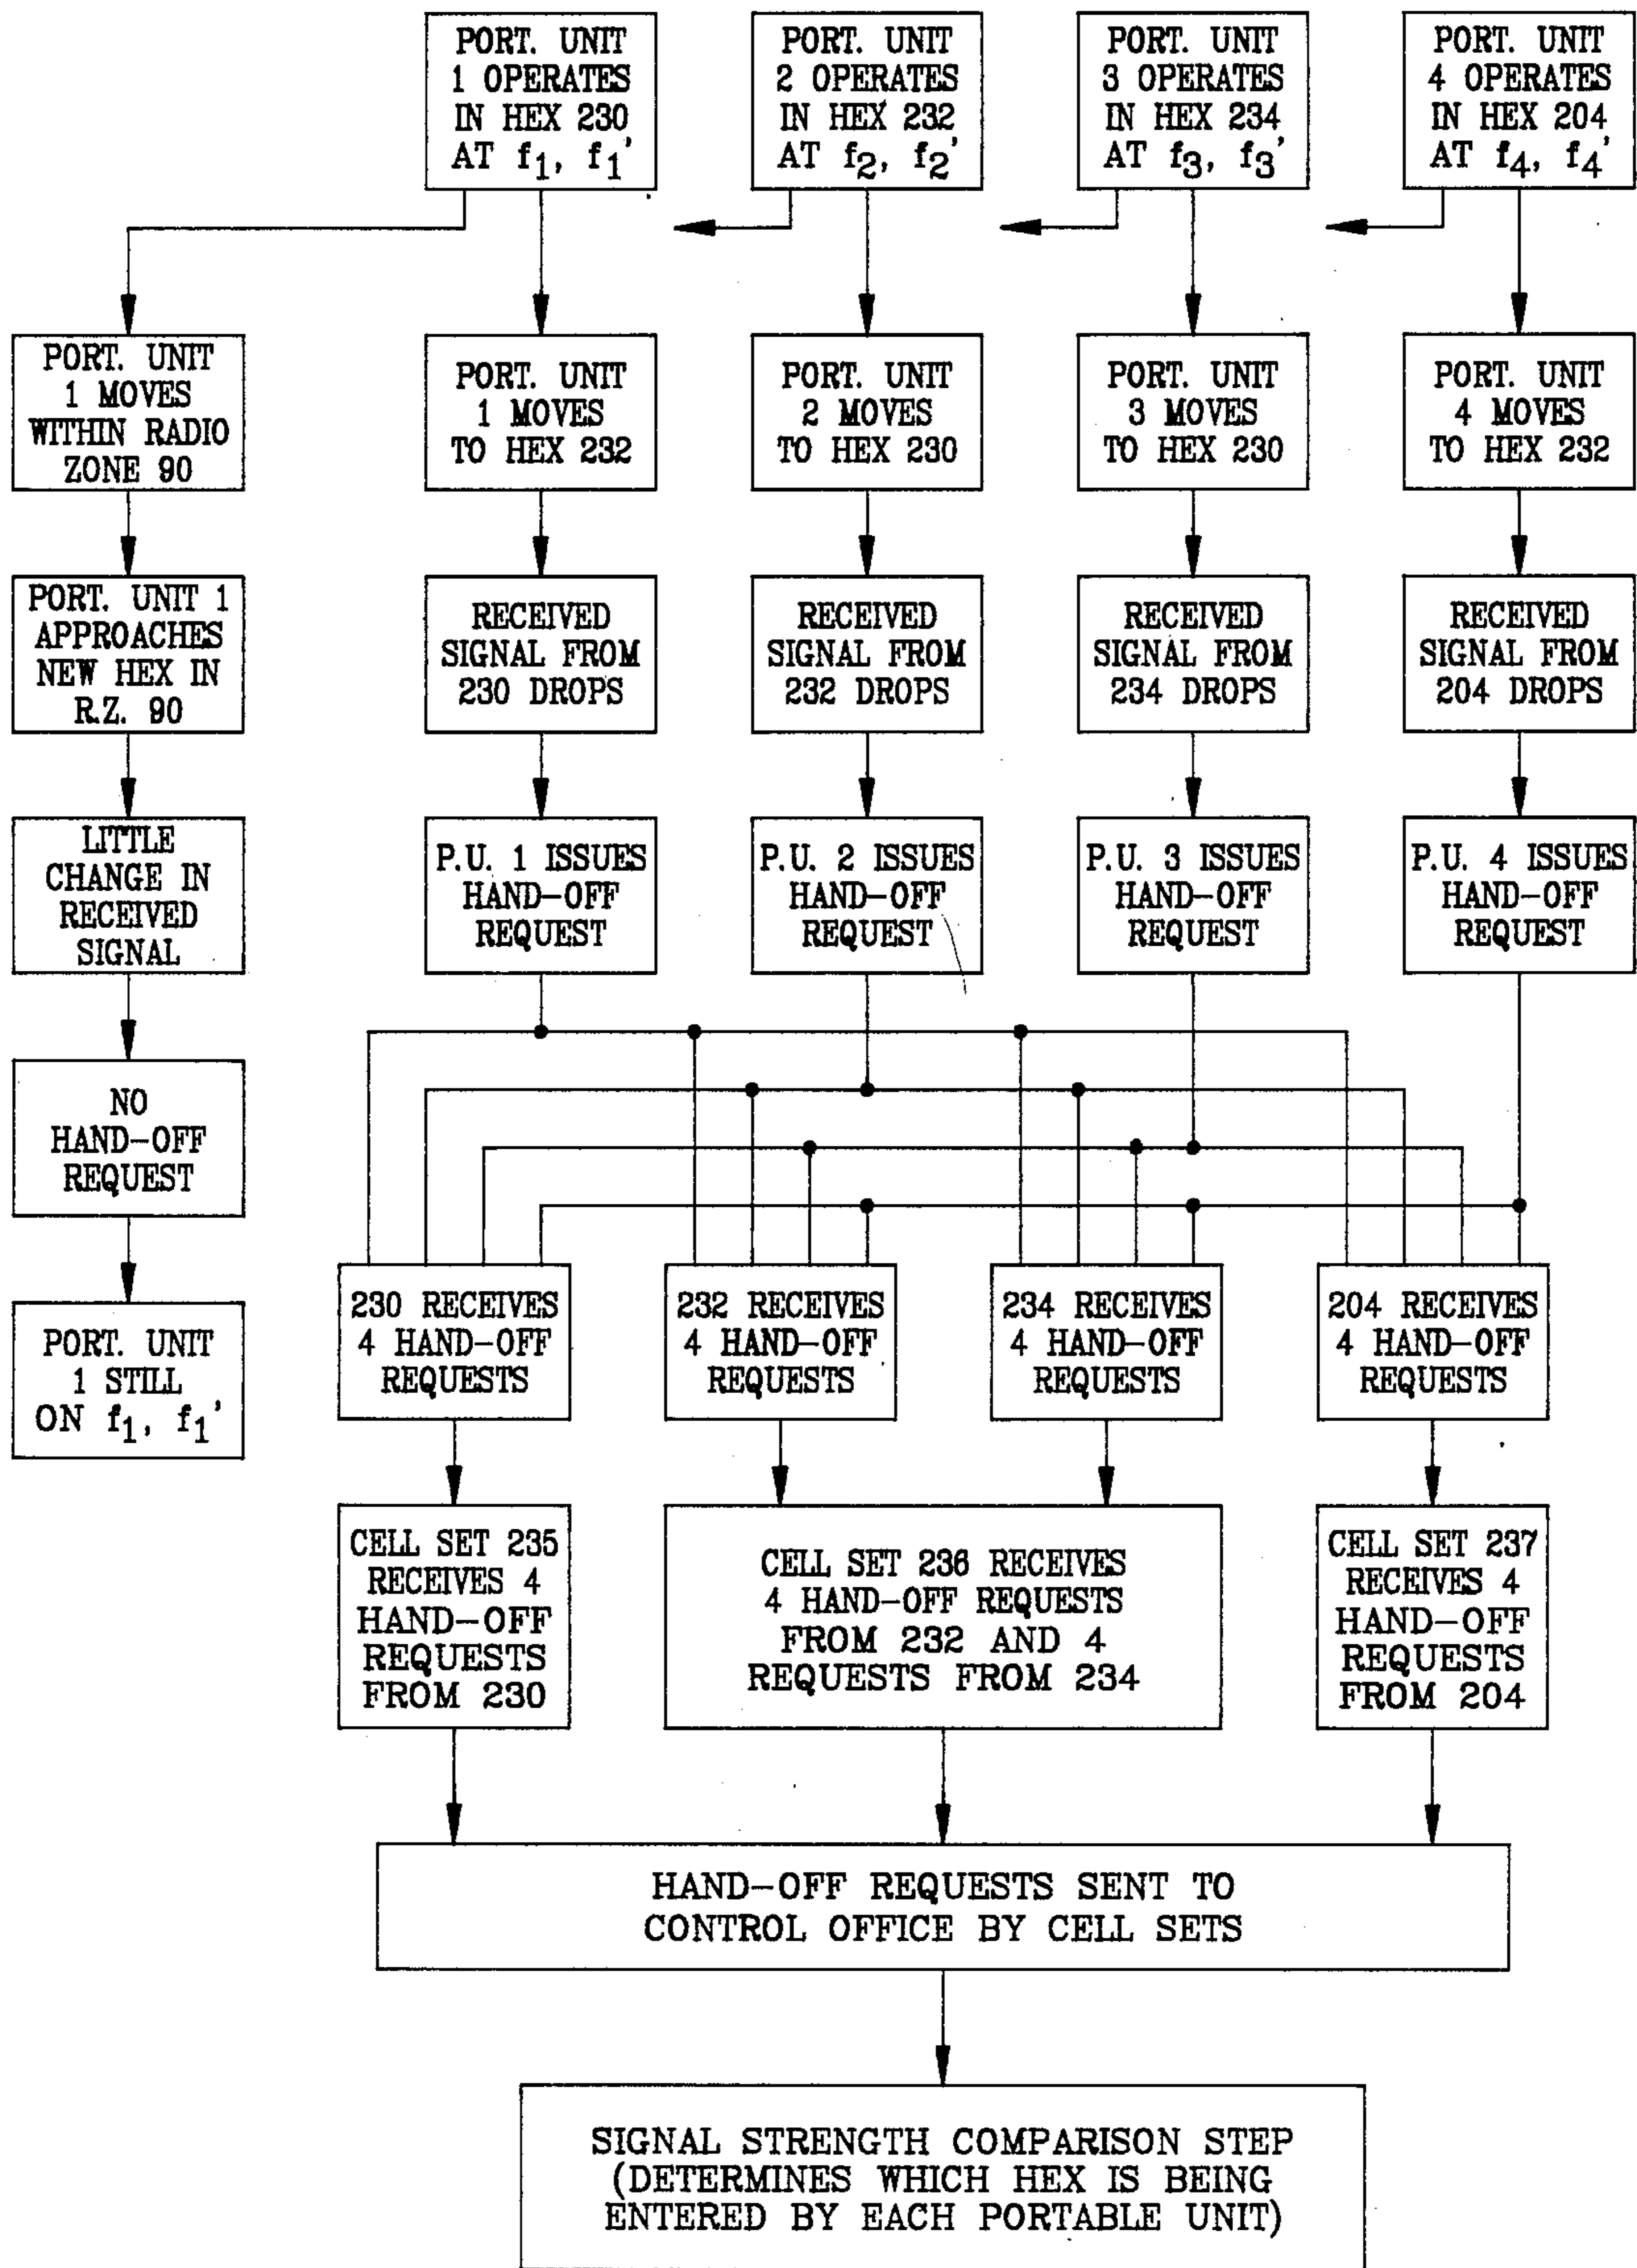 PORT. UNIT
1 OPERATES
IN HEX 230
AT f1, f1'
PORT. UNIT
2 OPERATES
IN HEX 232
AT f2, f2'
PORT. UNIT
3 OPERATES
IN HEX 234
AT f3, f3'
PORT. UNIT
4 OPERATES
IN HEX 204
AT f4, f4'
PORT. UNIT
1 MOVES
WITHIN RADIO
ZONE 90
PORT. UNIT
1 MOVES
TO HEX 232
PORT. UNIT
2 MOVES
TO HEX 230
PORT. UNIT
3 MOVES
TO HEX 230
PORT. UNIT
4 MOVES
TO HEX 232
PORT. UNIT 1
APPROACHES
NEW HEX IN
R.Z. 90
RECEIVED
SIGNAL FROM
230 DROPS
RECEIVED
SIGNAL FROM
232 DROPS
RECEIVED
SIGNAL FROM
234 DROPS
RECEIVED
SIGNAL FROM
204 DROPS
LITTLE
CHANGE IN
RECEIVED
SIGNAL
P.U. 1 ISSUES
HAND-OFF
REQUEST
P.U. 2 ISSUES
HAND-OFF
REQUEST
P.U. 3 ISSUES
HAND-OFF
REQUEST
P.U. 4 ISSUES
HAND-OFF
REQUEST
NO
HAND-OFF
REQUEST
230 RECEIVES
4 HAND-OFF
REQUESTS
232 RECEIVES
4 HAND-OFF
REQUESTS
234 RECEIVES
4 HAND-OFF
REQUESTS
204 RECEIVES
4 HAND-OFF
REQUESTS
PORT. UNIT
1 STILL
ON f1, f1'
CELL SET 235
RECEIVES 4
HAND-OFF
REQUESTS
FROM 230
CELL SET 236 RECEIVES
4 HAND-OFF REQUESTS
FROM 232 AND 4
REQUESTS FROM 234
CELL SET 237
RECEIVES 4
HAND-OFF
REQUESTS
FROM 204
HAND-OFF REQUESTS SENT TO
CONTROL OFFICE BY CELL SETS
SIGNAL STRENGTH COMPARISON STEP
(DETERMINES WHICH HEX IS BEING
ENTERED BY EACH PORTABLE UNIT)